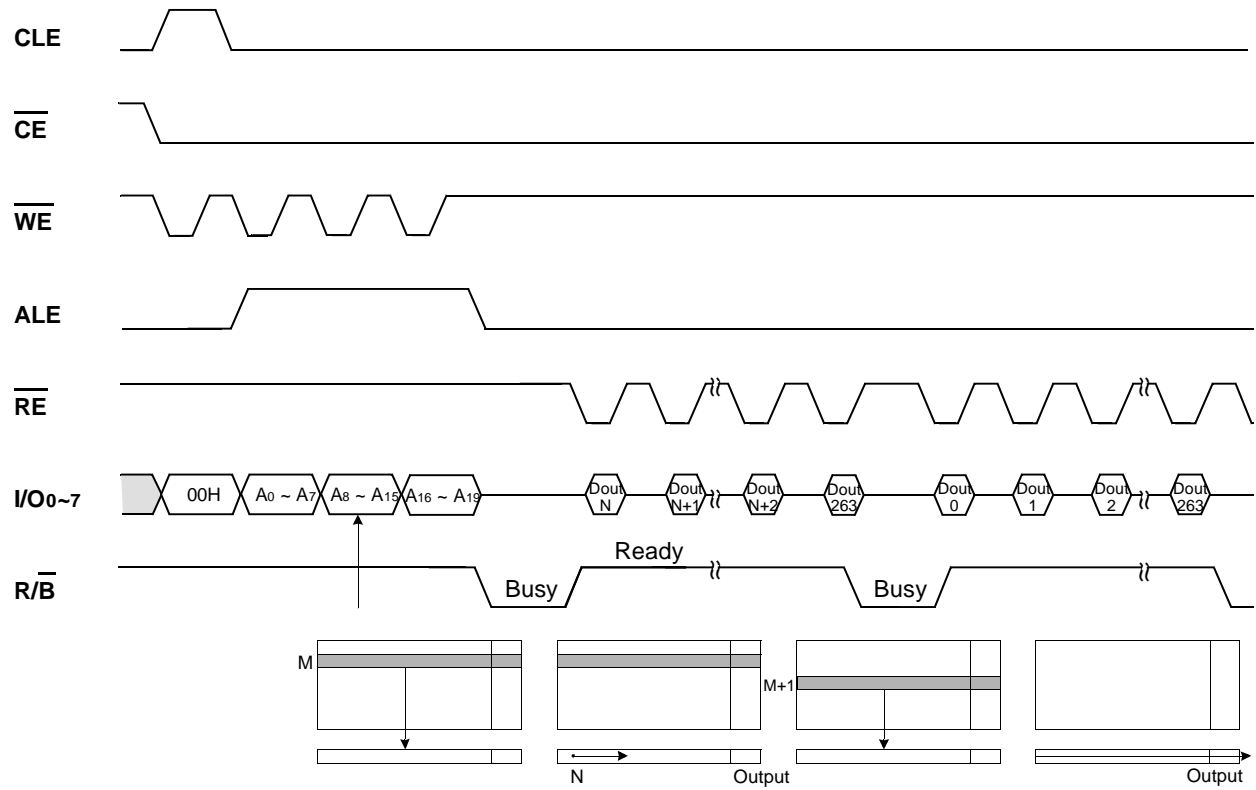 CLE
CE
WE
ALE
RE
I/O0~7
00H
A0 ~ A7
A8 ~ A15
A16 ~ A19
Dout
N
Dout
N+1
Dout
N+2
Dout
263
Dout
0
Dout
1
Dout
2
Dout
263
R/B
Busy
Ready
Busy
M
M+1
N
Output
Output